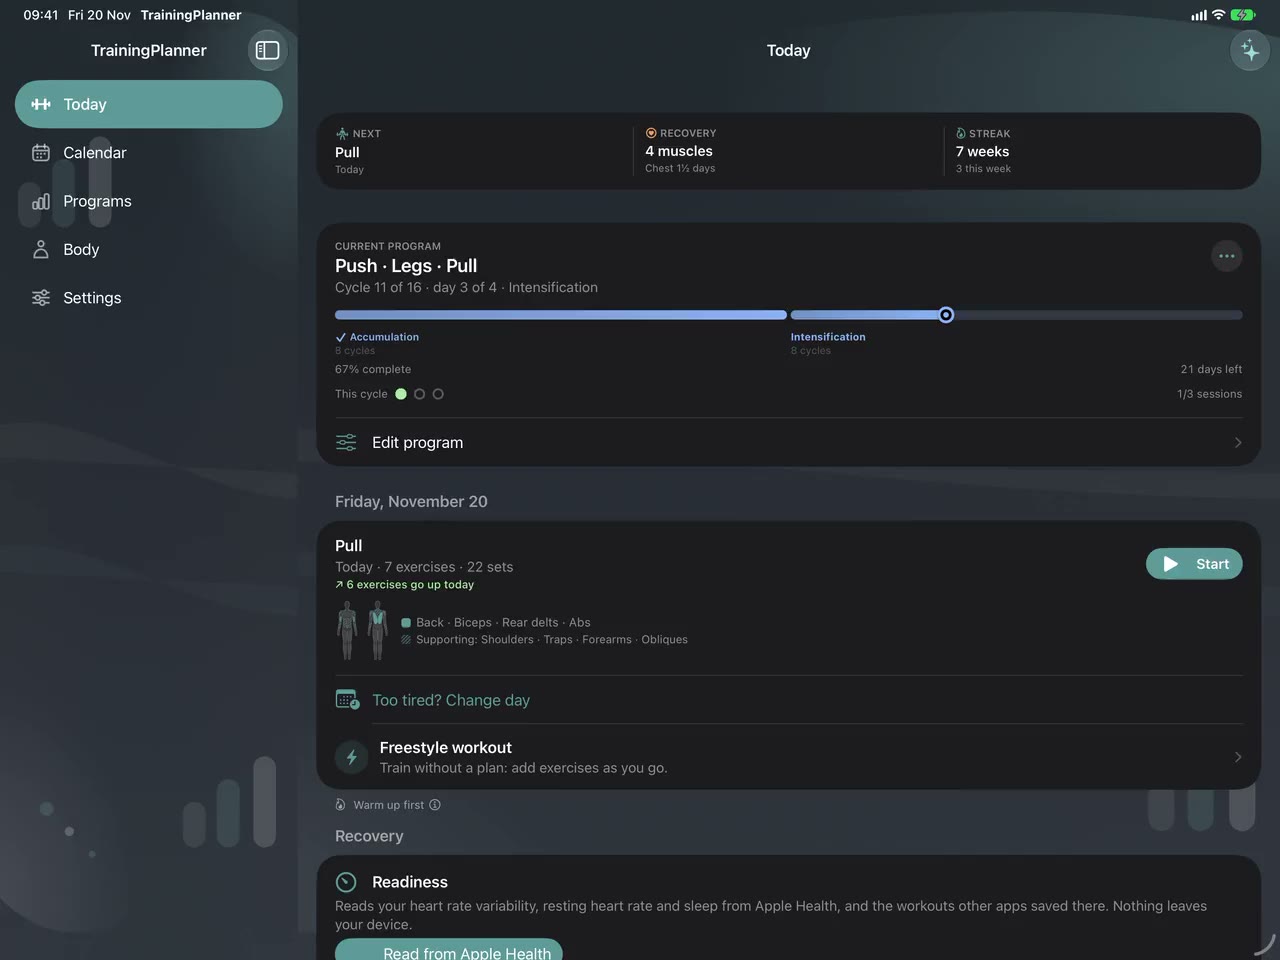 09:41 Fri 20 Nov TrainingPlanner
TrainingPlanner
Today
Calendar
Programs
Body
Settings
Today
NEXT
Pull
Today
RECOVERY
4 muscles
Chest 1½ days
STREAK
7 weeks
3 this week
CURRENT PROGRAM
Push · Legs · Pull
Cycle 11 of 16 · day 3 of 4 · Intensification
Accumulation
8 cycles
Intensification
8 cycles
67% complete
21 days left
This cycle
1/3 sessions
Edit program
Friday, November 20
Pull
Today · 7 exercises · 22 sets
↗ 6 exercises go up today
Start
Back · Biceps · Rear delts · Abs
Supporting: Shoulders · Traps · Forearms · Obliques
Too tired? Change day
Freestyle workout
Train without a plan: add exercises as you go.
Warm up first
Recovery
Readiness
Reads your heart rate variability, resting heart rate and sleep from Apple Health, and the workouts other apps saved there. Nothing leaves
your device.
Read from Apple Health